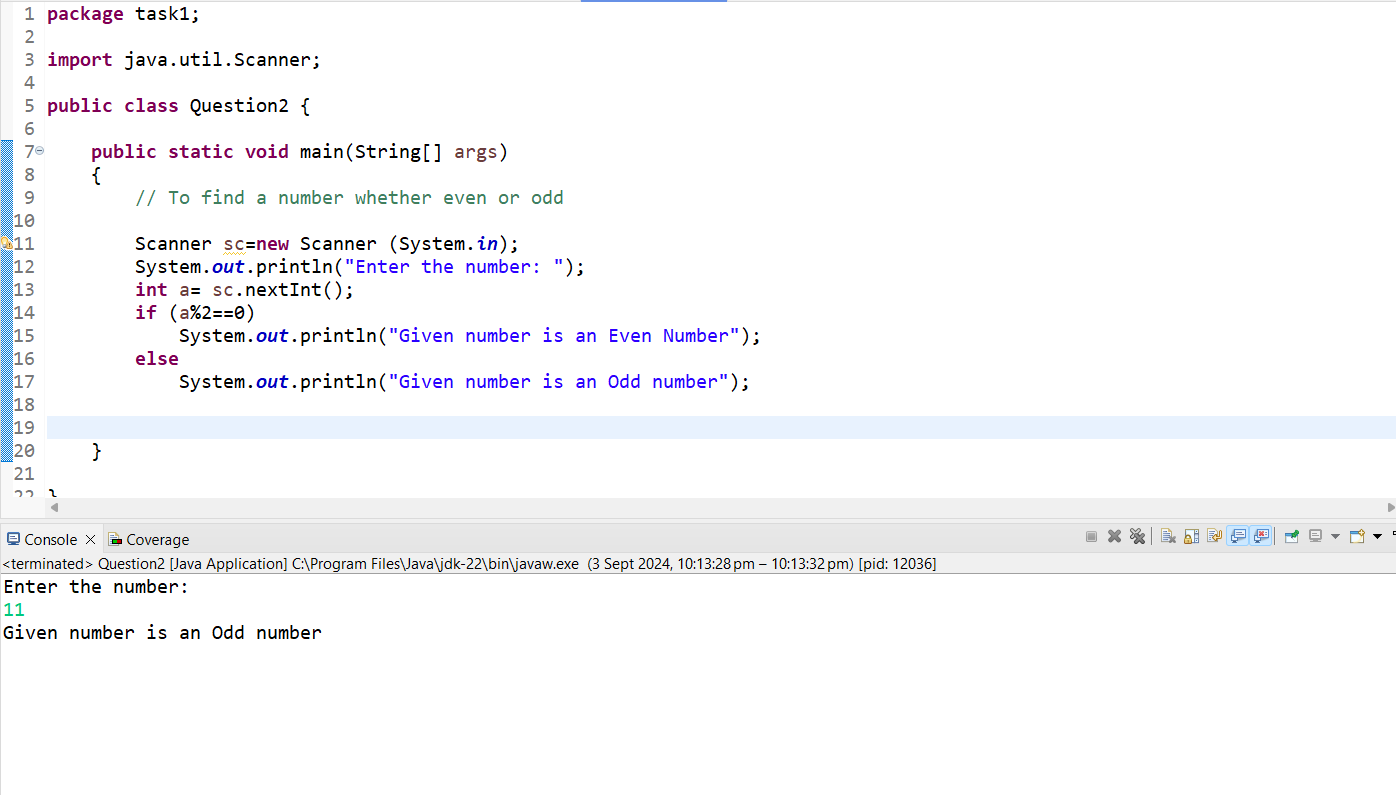 1 package task1;
2
3 import java.util.Scanner;
4
5 public class Question2 {
6
7 public static void main(String[] args)
8 {
9 // To find a number whether even or odd
10
11 Scanner sc=new Scanner (System.in);
12 System.out.println("Enter the number: ");
13 int a= sc.nextInt();
14 if (a%2==0)
15 System.out.println("Given number is an Even Number");
16 else
17 System.out.println("Given number is an Odd number");
18
19
20 }
21
22 }
Console Coverage
<terminated> Question2 [Java Application] C:\Program Files\Java\jdk-22\bin\javaw.exe (3 Sept 2024, 10:13:28 pm – 10:13:32 pm) [pid: 12036]
Enter the number:
11
Given number is an Odd number